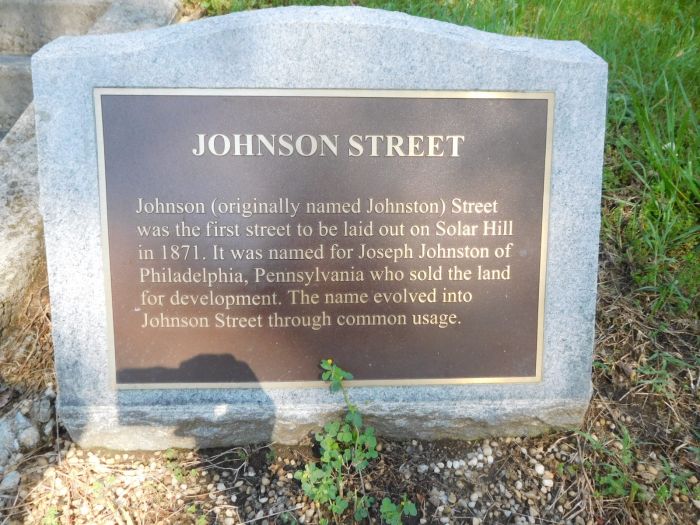 JOHNSON STREET
Johnson (originally named Johnston) Street
was the first street to be laid out on Solar Hill
in 1871. It was named for Joseph Johnston of
Philadelphia, Pennsylvania who sold the land
for development. The name evolved into
Johnson Street through common usage.